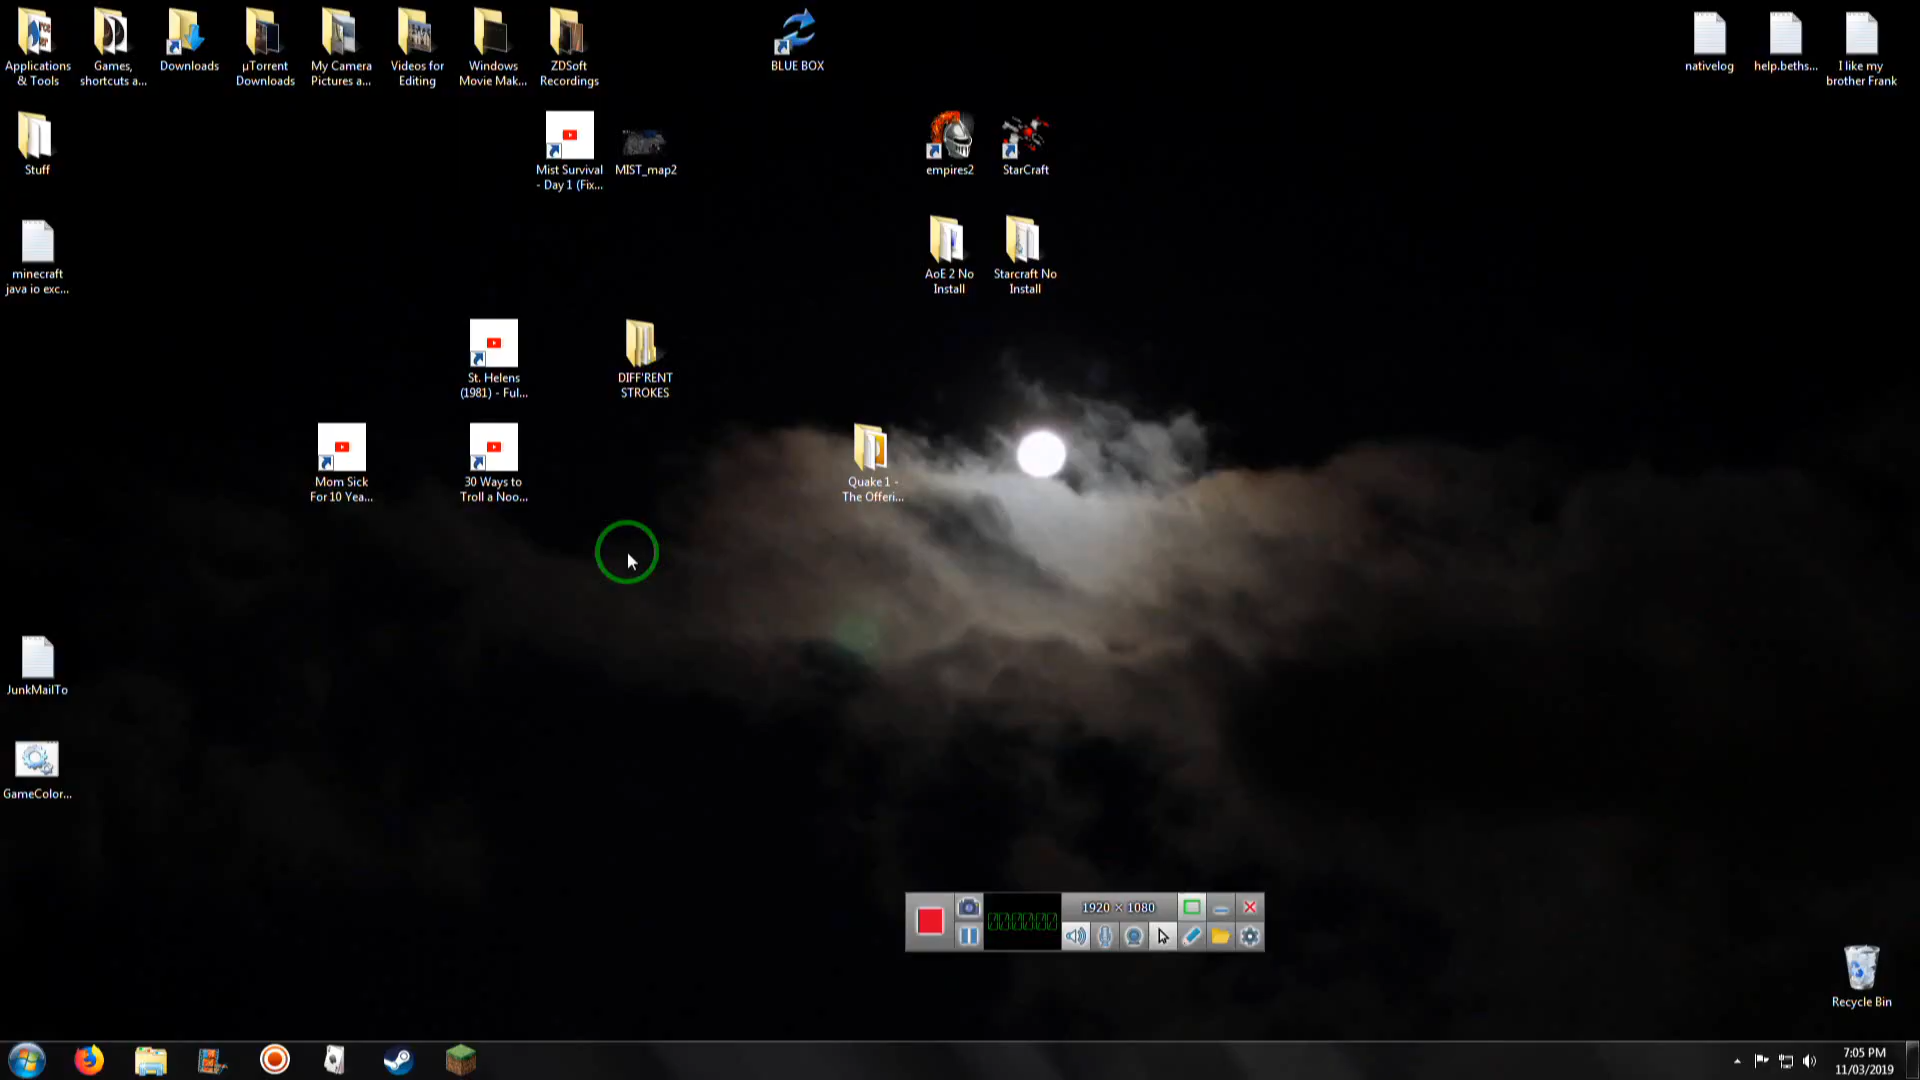 Applications
& Tools
Games,
shortcuts a...
Downloads
µTorrent
Downloads
My Camera
Pictures a...
Videos for
Editing
Windows
Movie Mak...
ZDSoft
Recordings
BLUE BOX
nativelog
help.beths...
I like my
brother Frank
Stuff
Mist Survival
- Day 1 (Fix...
MIST_map2
empires2
StarCraft
minecraft
java io exc...
AoE 2 No
Install
Starcraft No
Install
St. Helens
(1981) - Ful...
DIFF'RENT
STROKES
Mom Sick
For 10 Yea...
30 Ways to
Troll a Noo...
Quake 1 -
The Offeri...
JunkMailTo
GameColor...
1920 × 1080
Recycle Bin
7:05 PM
11/03/2019